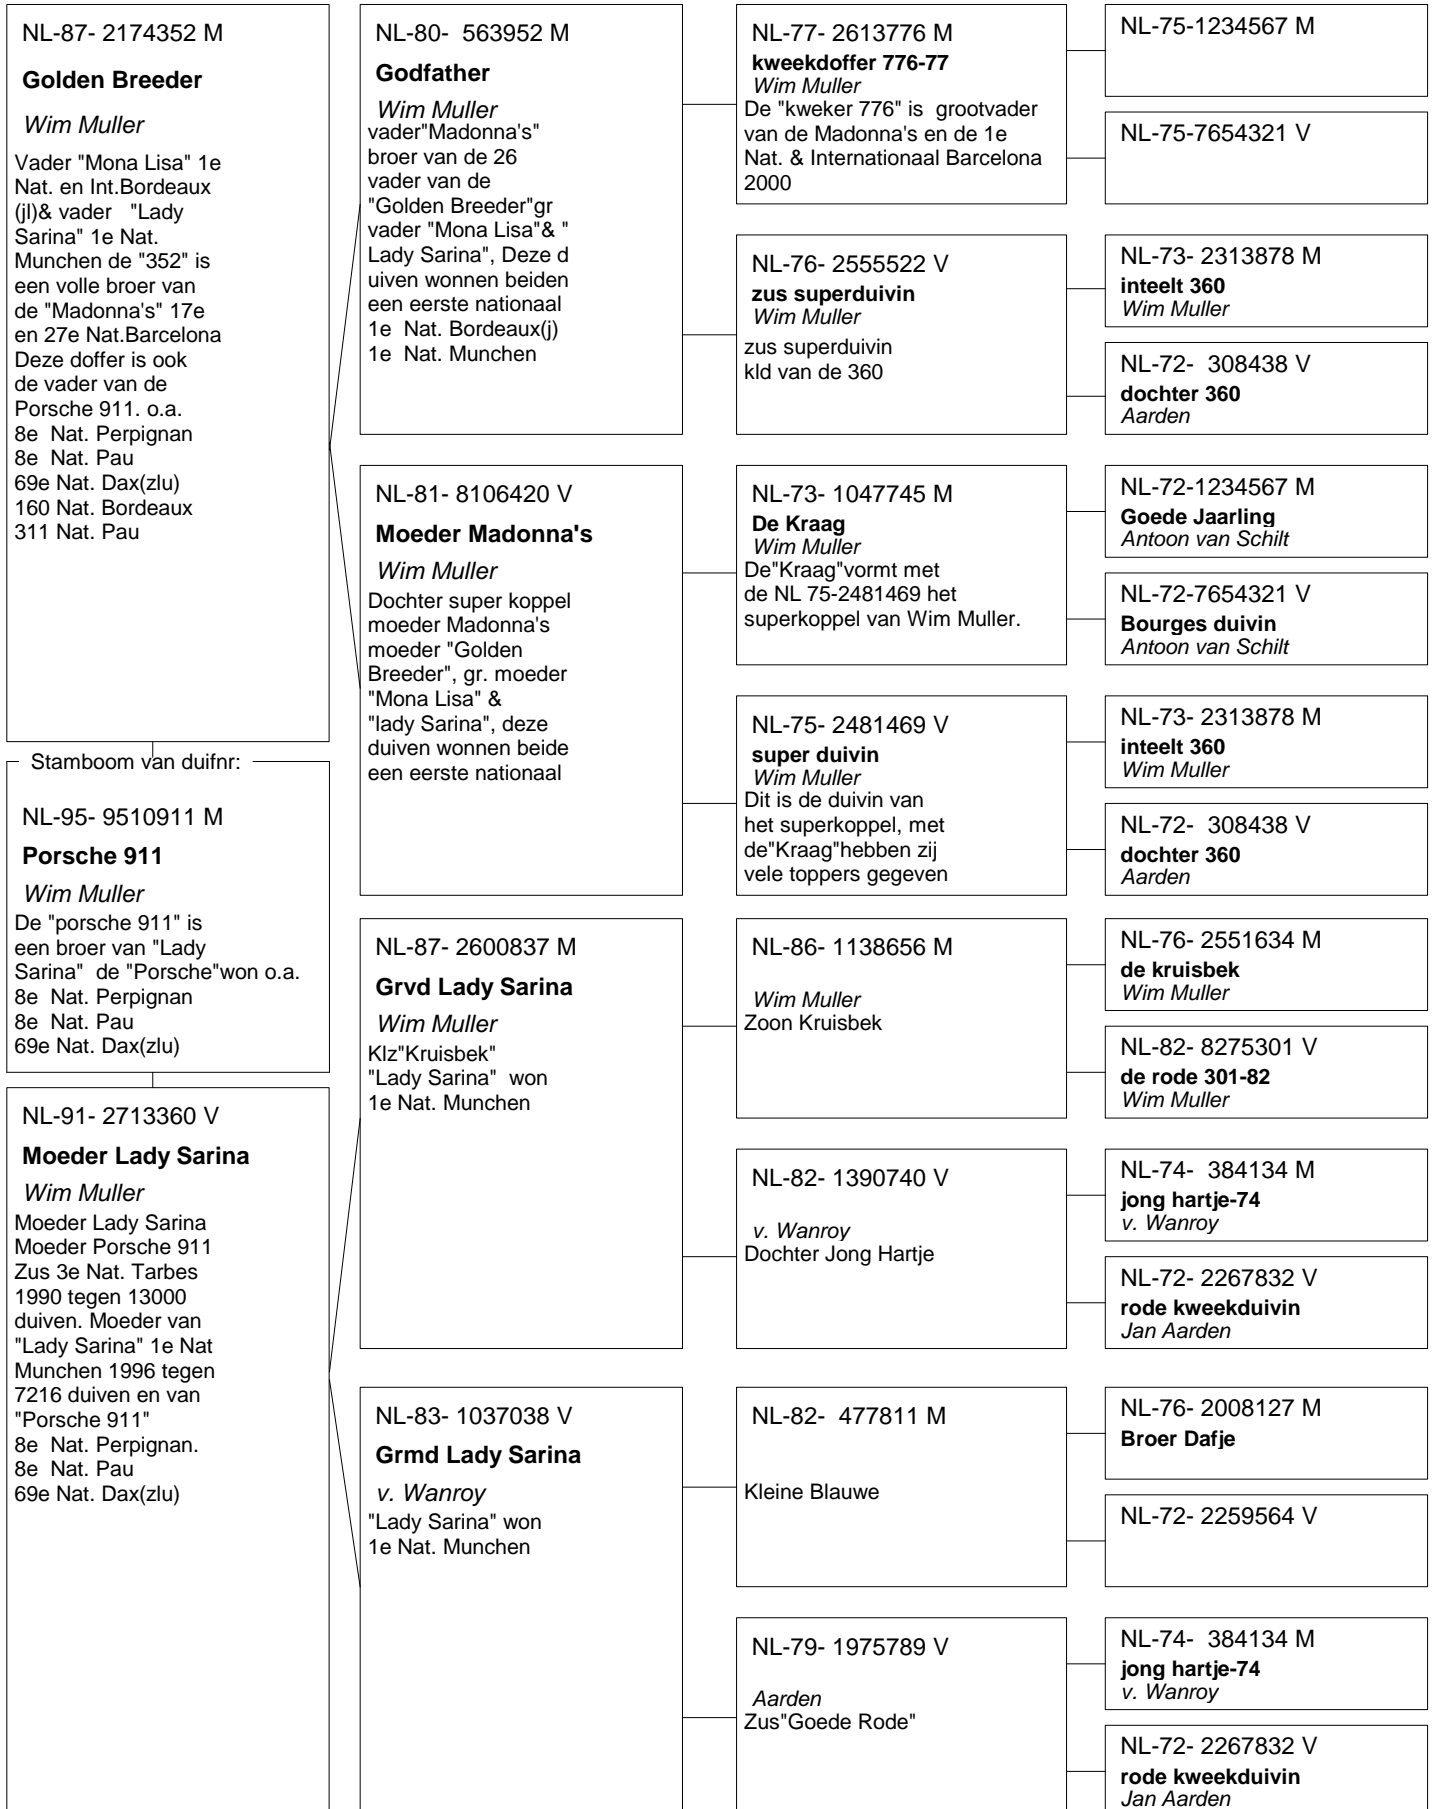 NL-87- 2174352 M
Golden Breeder
Wim Muller
Vader "Mona Lisa" 1e
Nat. en Int.Bordeaux
(jl)& vader   "Lady
Sarina" 1e Nat.
Munchen de "352" is
een volle broer van
de "Madonna's" 17e
en 27e Nat.Barcelona
Deze doffer is ook
de vader van de
Porsche 911. o.a.
8e  Nat. Perpignan
8e  Nat. Pau
69e Nat. Dax(zlu)
160 Nat. Bordeaux
311 Nat. Pau
Stamboom van duifnr:
NL-95- 9510911 M
Porsche 911
Wim Muller
De "porsche 911" is
een broer van "Lady
Sarina"  de "Porsche"won o.a.
8e  Nat. Perpignan
8e  Nat. Pau
69e Nat. Dax(zlu)
NL-91- 2713360 V
Moeder Lady Sarina
Wim Muller
Moeder Lady Sarina
Moeder Porsche 911
Zus 3e Nat. Tarbes
1990 tegen 13000
duiven. Moeder van
"Lady Sarina" 1e Nat
Munchen 1996 tegen
7216 duiven en van
"Porsche 911"
8e  Nat. Perpignan.
8e  Nat. Pau
69e Nat. Dax(zlu)
NL-80-  563952 M
Godfather
Wim Muller
vader"Madonna's"
broer van de 26
vader van de
"Golden Breeder"gr
vader "Mona Lisa"& "
Lady Sarina", Deze d
uiven wonnen beiden
een eerste nationaal
1e  Nat. Bordeaux(j)
1e  Nat. Munchen
NL-81- 8106420 V
Moeder Madonna's
Wim Muller
Dochter super koppel
moeder Madonna's
moeder "Golden
Breeder", gr. moeder
"Mona Lisa" &
"lady Sarina", deze
duiven wonnen beide
een eerste nationaal
NL-87- 2600837 M
Grvd Lady Sarina
Wim Muller
Klz"Kruisbek"
"Lady Sarina"  won
1e Nat. Munchen
NL-83- 1037038 V
Grmd Lady Sarina
v. Wanroy
"Lady Sarina" won
1e Nat. Munchen
NL-77- 2613776 M
kweekdoffer 776-77
Wim Muller
De "kweker 776" is  grootvader
van de Madonna's en de 1e
Nat. & Internationaal Barcelona
2000
NL-76- 2555522 V
zus superduivin
Wim Muller
zus superduivin
kld van de 360
NL-73- 1047745 M
De Kraag
Wim Muller
De"Kraag"vormt met
de NL 75-2481469 het
superkoppel van Wim Muller.
NL-75- 2481469 V
super duivin
Wim Muller
Dit is de duivin van
het superkoppel, met
de"Kraag"hebben zij
vele toppers gegeven
NL-86- 1138656 M
Wim Muller
Zoon Kruisbek
NL-82- 1390740 V
v. Wanroy
Dochter Jong Hartje
NL-82-  477811 M
Kleine Blauwe
NL-79- 1975789 V
Aarden
Zus"Goede Rode"
NL-75-1234567 M
NL-75-7654321 V
NL-73- 2313878 M
inteelt 360
Wim Muller
NL-72-  308438 V
dochter 360
Aarden
NL-72-1234567 M
Goede Jaarling
Antoon van Schilt
NL-72-7654321 V
Bourges duivin
Antoon van Schilt
NL-73- 2313878 M
inteelt 360
Wim Muller
NL-72-  308438 V
dochter 360
Aarden
NL-76- 2551634 M
de kruisbek
Wim Muller
NL-82- 8275301 V
de rode 301-82
Wim Muller
NL-74-  384134 M
jong hartje-74
v. Wanroy
NL-72- 2267832 V
rode kweekduivin
Jan Aarden
NL-76- 2008127 M
Broer Dafje
NL-72- 2259564 V
NL-74-  384134 M
jong hartje-74
v. Wanroy
NL-72- 2267832 V
rode kweekduivin
Jan Aarden